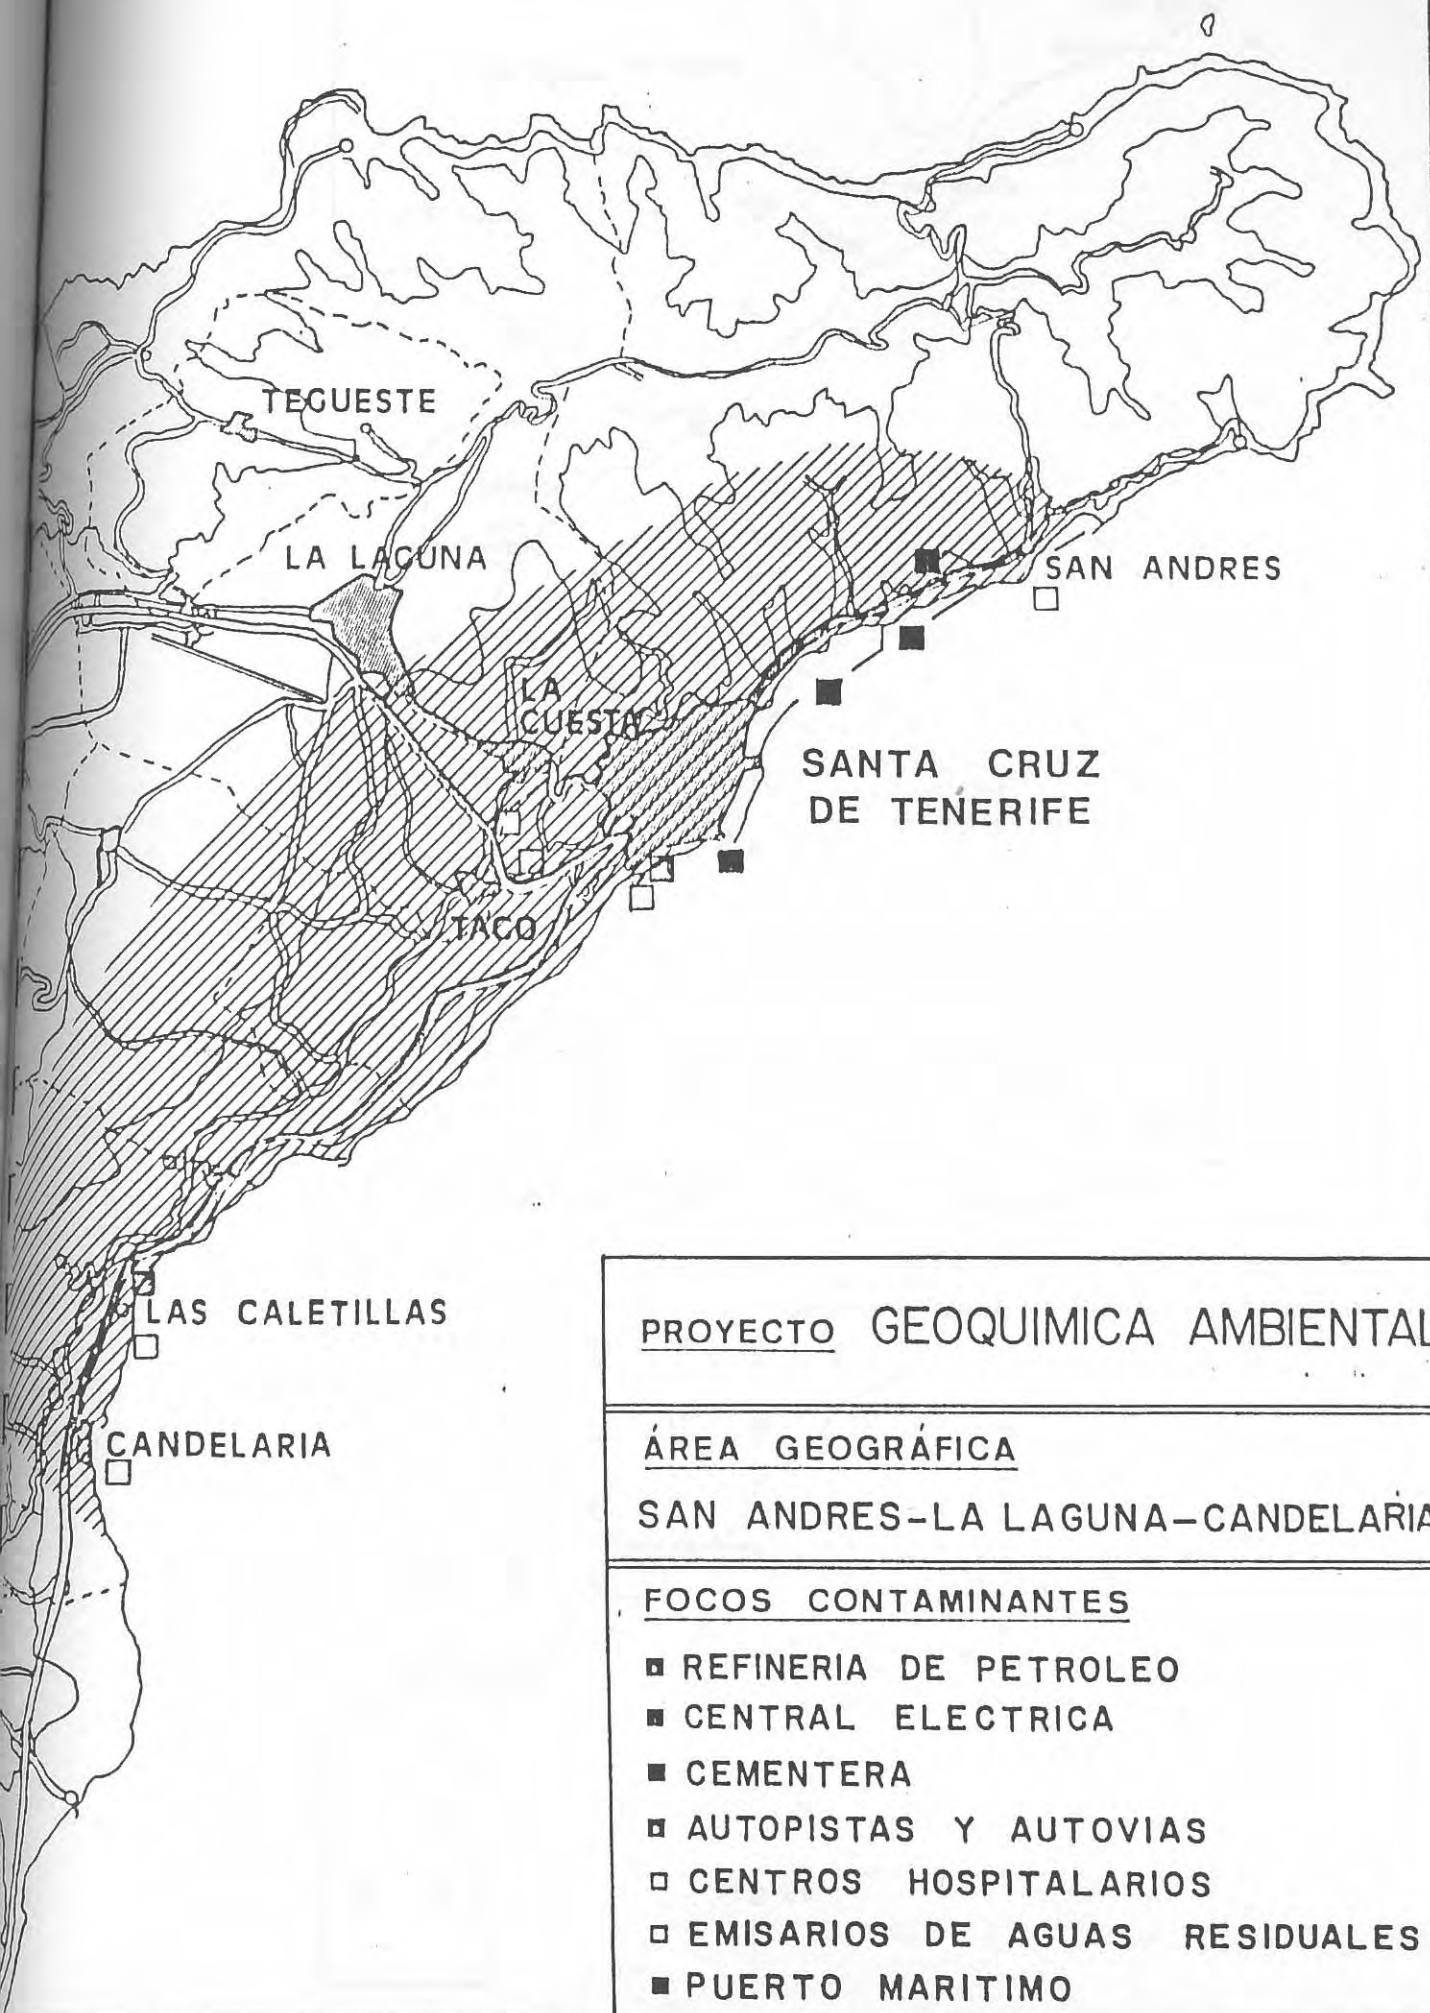 TEGUESTE
LA LAGUNA
SAN ANDRES
LA
CUESTA
SANTA CRUZ
DE TENERIFE
TACO
LAS CALETILLAS
CANDELARIA
PROYECTO GEOQUIMICA AMBIENTAL
ÁREA GEOGRÁFICA
SAN ANDRES-LA LAGUNA-CANDELARIA
FOCOS CONTAMINANTES
REFINERIA DE PETROLEO
CENTRAL ELECTRICA
CEMENTERA
AUTOPISTAS Y AUTOVIAS
CENTROS HOSPITALARIOS
EMISARIOS DE AGUAS RESIDUALES
PUERTO MARITIMO